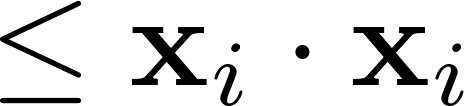 ≤ 𝐱ᵢ · 𝐱ᵢ